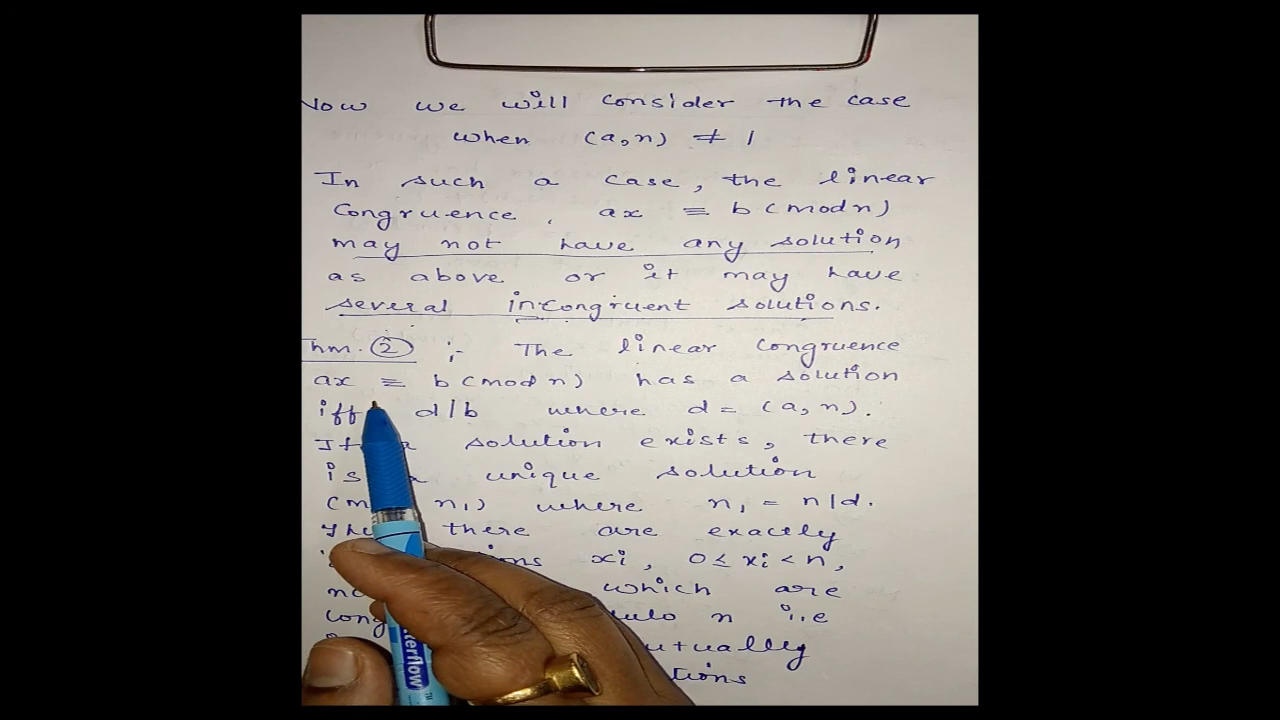 Now we will consider the case
when (a,n) ≠ 1
In such a case, the linear
Congruence, ax ≡ b (mod n)
may not have any solution
as above or it may have
several incongruent solutions.
Thm. ② :- The linear congruence
ax ≡ b (mod n) has a solution
iff d/b where d = (a, n).
If a solution exists, there
is a unique solution
n₁) where n₁ = n/d.
there are exactly
xi, 0 ≤ xi < n,
which are
n i.e
terflow